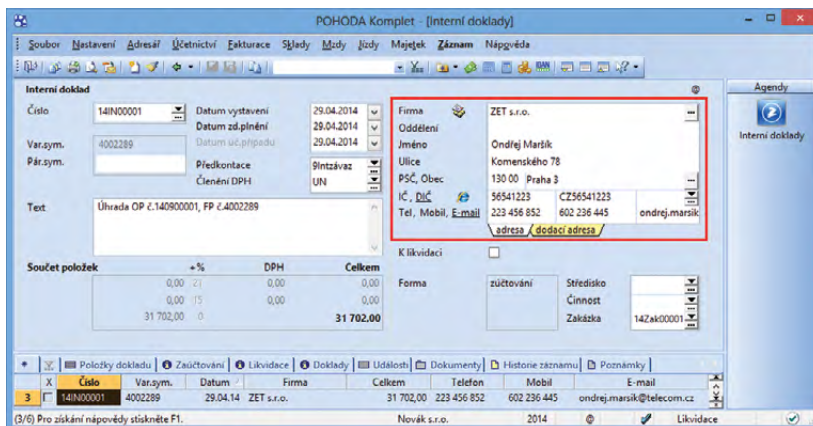 POHODA Komplet - [Interní doklady]
Soubor Nastavení Adresář Účetnictví Fakturace Sklady Mzdy Jízdy Majetek Záznam Nápověda
Interní doklad
Agendy
Interní doklady
Číslo 14IN00001 Datum vystavení 29.04.2014
Datum zd.plnění 29.04.2014
Var.sym. 4002289 Datum úč.případu 29.04.2014
Pár.sym. Předkontace 9Intzávaz
Členění DPH UN
Text Úhrada OP č.140900001, FP č.4002289
Firma ZET s.r.o.
Oddělení
Jméno Ondřej Maršík
Ulice Komenského 78
PSČ, Obec 130 00 Praha 3
IČ, DIČ 56541223 CZ56541223
Tel, Mobil, E-mail 223 456 852 602 236 445 ondrej.marsik
adresa dodací adresa
K likvidaci
Součet položek +% DPH Celkem
0,00 21 0,00 0,00
0,00 15 0,00 0,00
31 702,00 0 31 702,00
Forma zúčtování Středisko
Činnost
Zakázka 14Zak00001
Položky dokladu Zaúčtování Likvidace Doklady Události Dokumenty Historie záznamu Poznámky
X Číslo Var.sym. Datum Firma Celkem Telefon Mobil E-mail
3 14IN00001 4002289 29.04.14 ZET s.r.o. 31 702,00 223 456 852 602 236 445 ondrej.marsik@telecom.cz
(3/6) Pro získání nápovědy stiskněte F1. Novák s.r.o. 2014 @ Likvidace